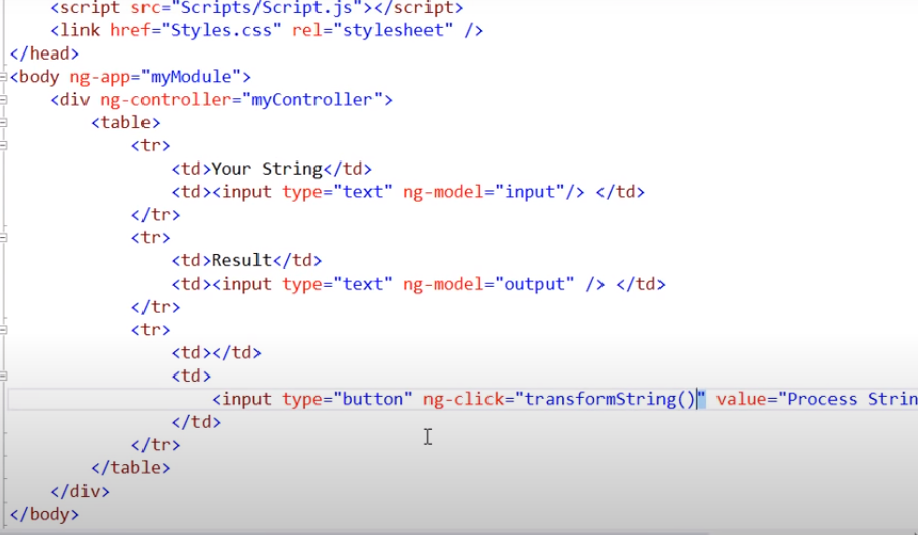 <script src="Scripts/Script.js"></script>
<link href="Styles.css" rel="stylesheet" />
</head>
<body ng-app="myModule">
<div ng-controller="myController">
<table>
<tr>
<td>Your String</td>
<td><input type="text" ng-model="input"/> </td>
</tr>
<tr>
<td>Result</td>
<td><input type="text" ng-model="output" /> </td>
</tr>
<tr>
<td></td>
<td>
<input type="button" ng-click="transformString()" value="Process Strin
</td>
</tr>
</table>
</div>
</body>